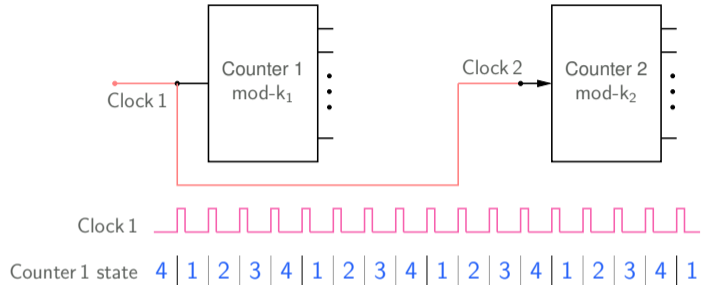 Counter 1
mod-k₁
Clock 1
Clock 2
Counter 2
mod-k₂
Clock 1
Counter 1 state 4 1 2 3 4 1 2 3 4 1 2 3 4 1 2 3 4 1